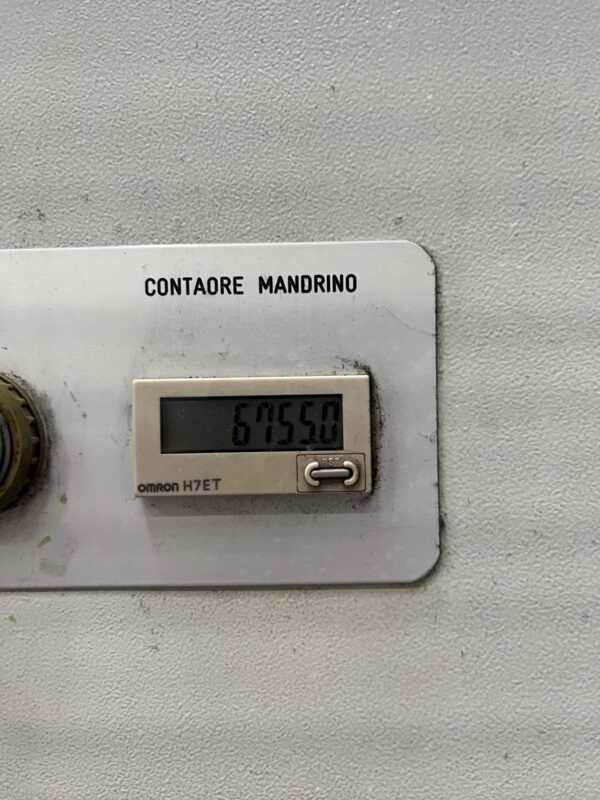 CONTAORE MANDRINO
6755.0
OMRON H7ET
RST